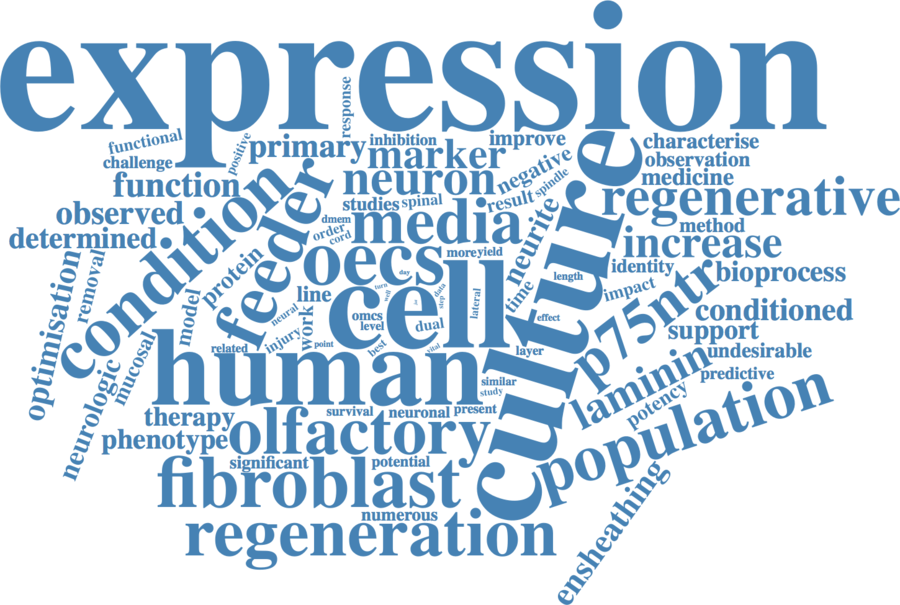 expression
functional
challenge
positive
response
primary
inhibition
improve
marker
characterise
observation
medicine
function
neuron
negative
spindle
result
regenerative
studies
spinal
observed
condition
feeder
dmem
order
cord
media
neurite
culture
method
increase
determined
oecs
more
yield
identity
bioprocess
optimisation
removal
protein
line
cell
day
turn
well
data
step
lateral
length
time
impact
p75ntr
conditioned
model
neural
work
omcs
level
dual
effect
support
injury
point
best
vital
layer
undesirable
related
human
similar
study
laminin
predictive
mucosal
neurologic
therapy
survival
neuronal
present
potency
population
phenotype
olfactory
significant
potential
fibroblast
numerous
regeneration
ensheathing